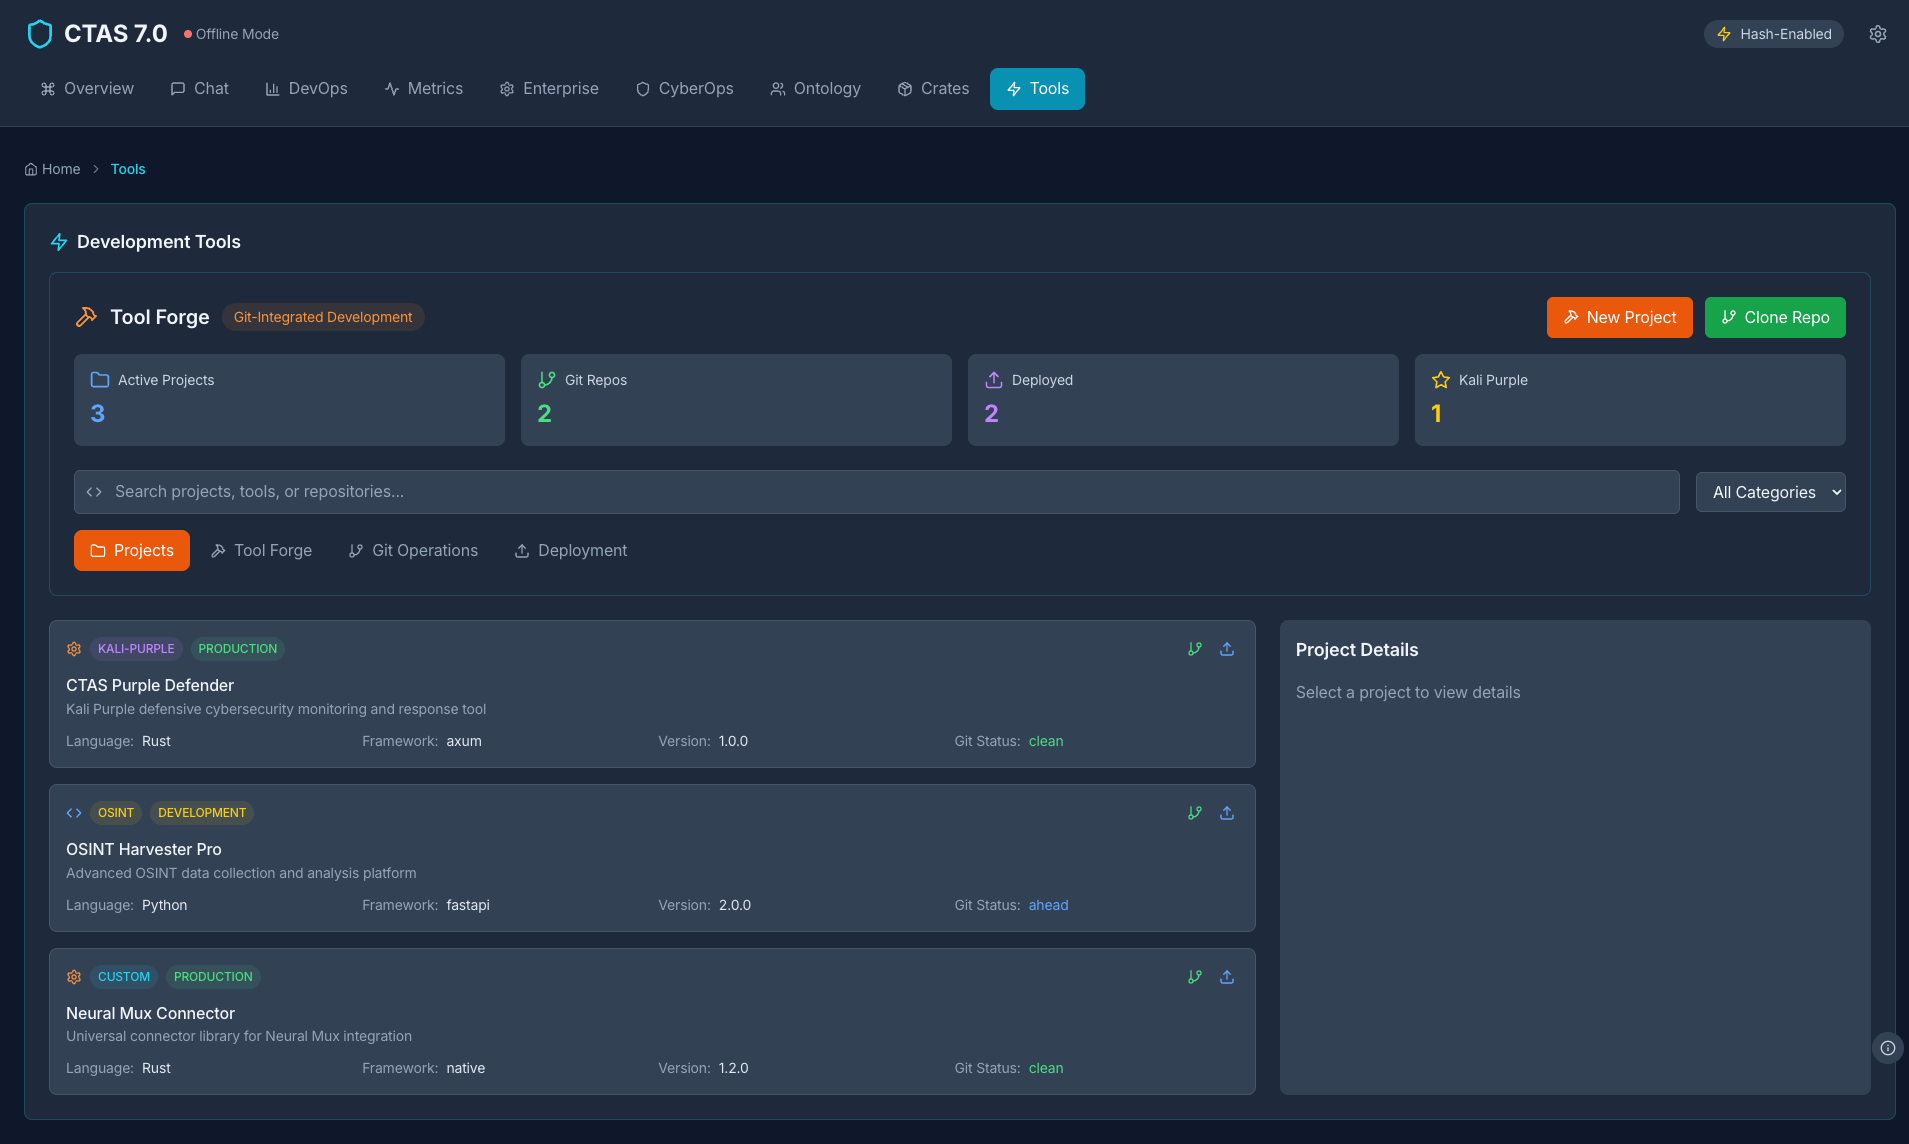 CTAS 7.0
Offline Mode
Hash-Enabled
Overview
Chat
DevOps
Metrics
Enterprise
CyberOps
Ontology
Crates
Tools
Home
Tools
Development Tools
Tool Forge
Git-Integrated Development
New Project
Clone Repo
Active Projects
3
Git Repos
2
Deployed
2
Kali Purple
1
Search projects, tools, or repositories...
All Categories
Projects
Tool Forge
Git Operations
Deployment
KALI-PURPLE
PRODUCTION
CTAS Purple Defender
Kali Purple defensive cybersecurity monitoring and response tool
Language: Rust
Framework: axum
Version: 1.0.0
Git Status: clean
OSINT
DEVELOPMENT
OSINT Harvester Pro
Advanced OSINT data collection and analysis platform
Language: Python
Framework: fastapi
Version: 2.0.0
Git Status: ahead
CUSTOM
PRODUCTION
Neural Mux Connector
Universal connector library for Neural Mux integration
Language: Rust
Framework: native
Version: 1.2.0
Git Status: clean
Project Details
Select a project to view details